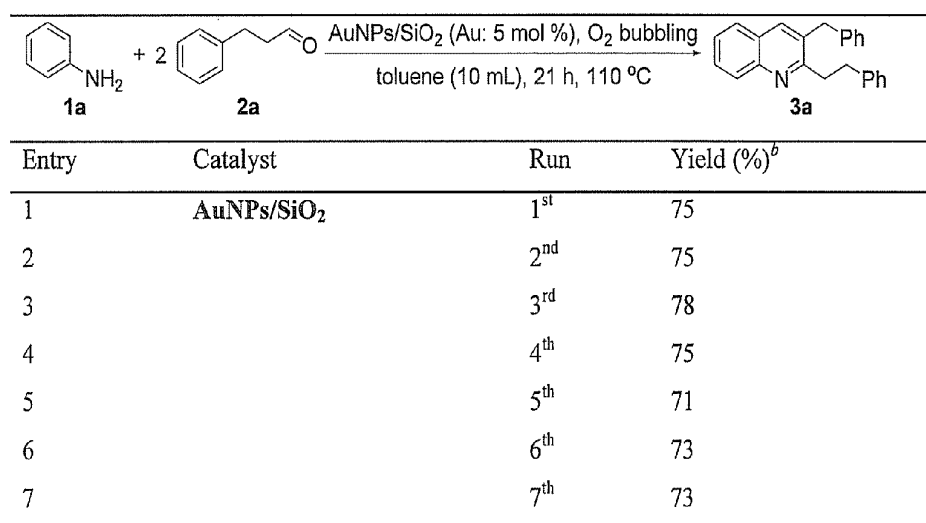 AuNPs/SiO₂ (Au: 5 mol %), O₂ bubbling
NH₂ + 2 O
toluene (10 mL), 21 h, 110 ºC
N Ph Ph
1a 2a 3a
Entry Catalyst Run Yield (%)ᵇ
1 AuNPs/SiO₂ 1ˢᵗ 75
2 2ⁿᵈ 75
3 3ʳᵈ 78
4 4ᵗʰ 75
5 5ᵗʰ 71
6 6ᵗʰ 73
7 7ᵗʰ 73